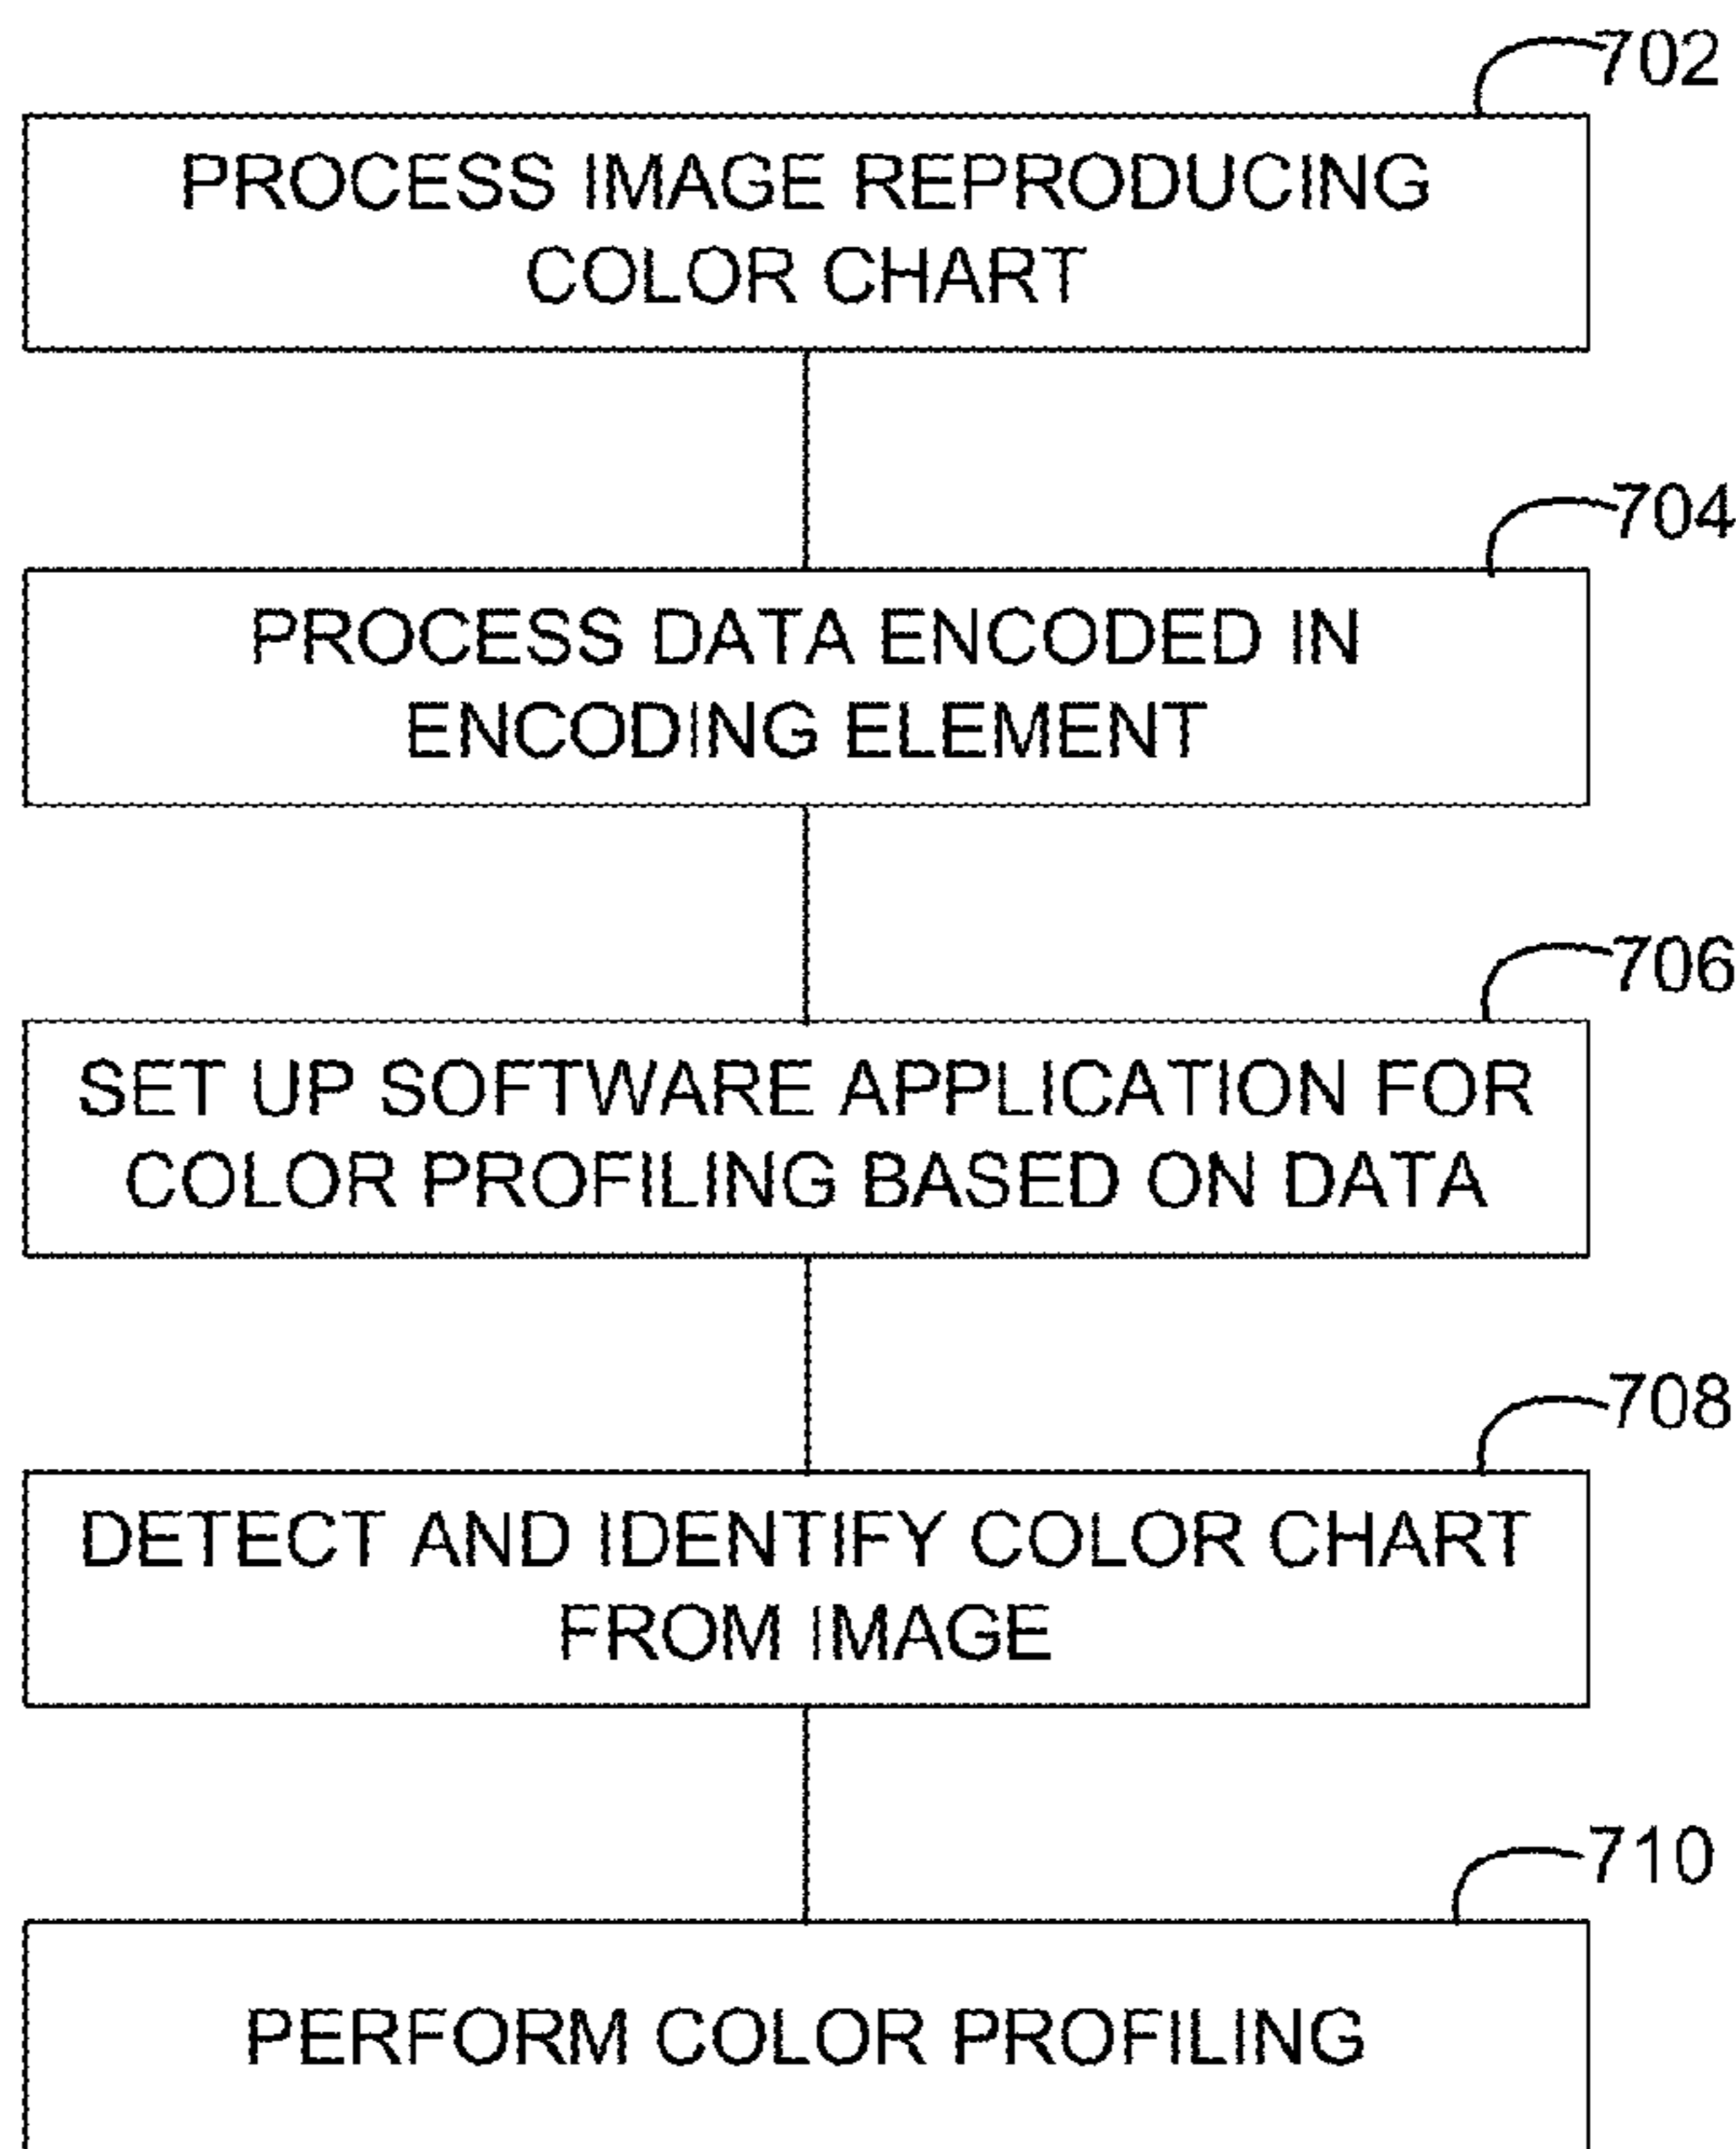 702
PROCESS IMAGE REPRODUCING
COLOR CHART
704
PROCESS DATA ENCODED IN
ENCODING ELEMENT
706
SET UP SOFTWARE APPLICATION FOR
COLOR PROFILING BASED ON DATA
708
DETECT AND IDENTIFY COLOR CHART
FROM IMAGE
710
PERFORM COLOR PROFILING